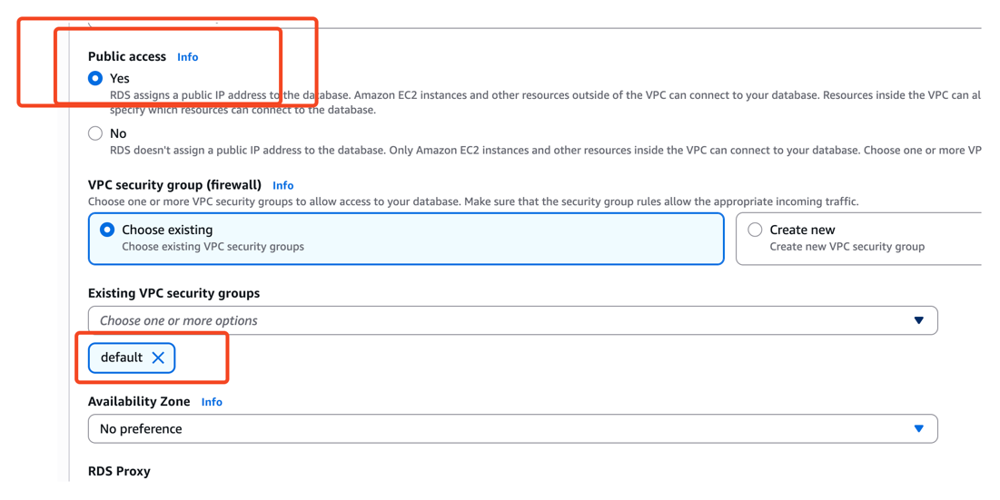 Public access Info
Yes
RDS assigns a public IP address to the database. Amazon EC2 instances and other resources outside of the VPC can connect to your database. Resources inside the VPC can al
specify which resources can connect to the database.
No
RDS doesn't assign a public IP address to the database. Only Amazon EC2 instances and other resources inside the VPC can connect to your database. Choose one or more VP
VPC security group (firewall) Info
Choose one or more VPC security groups to allow access to your database. Make sure that the security group rules allow the appropriate incoming traffic.
Choose existing
Choose existing VPC security groups
Create new
Create new VPC security group
Existing VPC security groups
Choose one or more options
default
Availability Zone Info
No preference
RDS Proxy